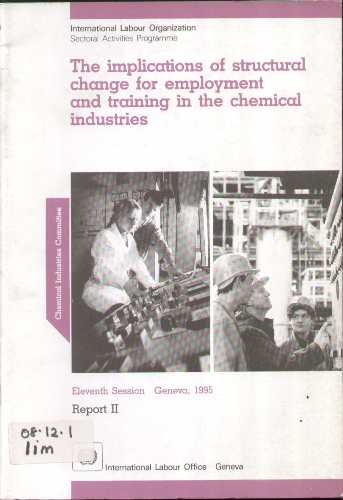 International Labour Organization
Sectoral Activities Programme
The implications of structural
change for employment
and training in the chemical
industries
Chemical Industries Committee
Eleventh Session Geneva, 1995
Report II
08.12.1
lim
International Labour Office Geneva